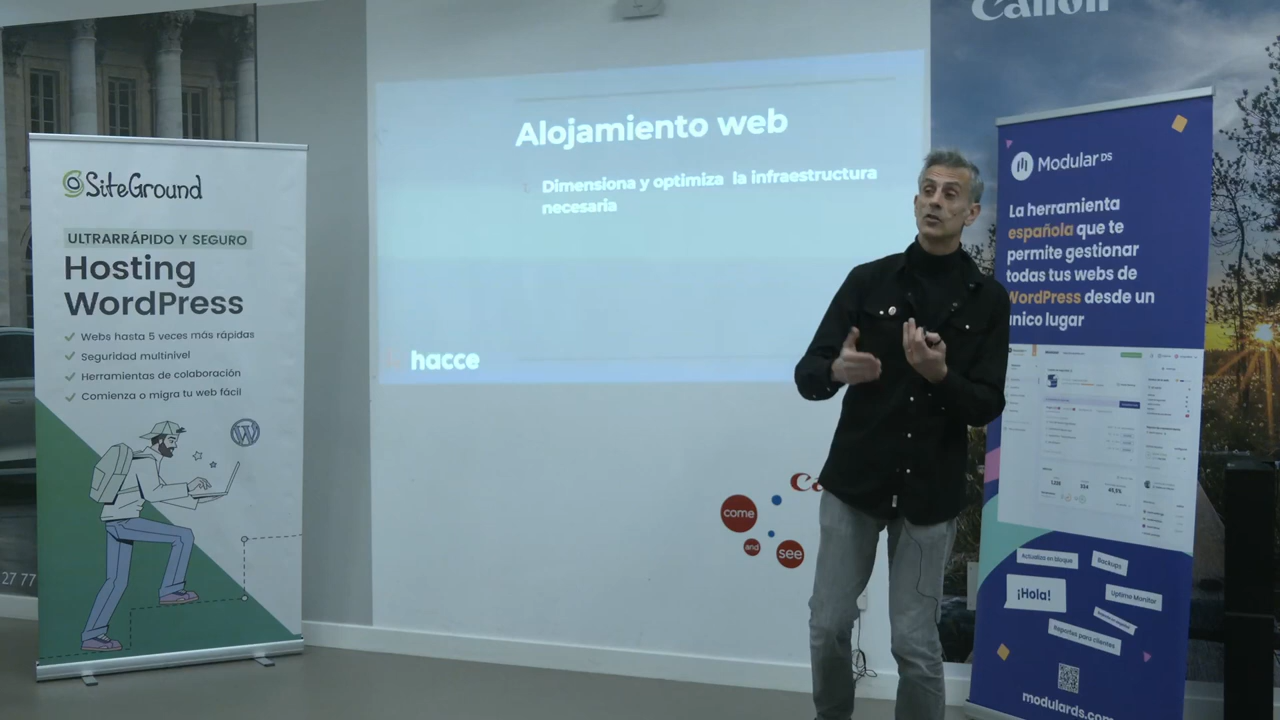 SiteGround
ULTRARRÁPIDO Y SEGURO
Hosting
WordPress
Webs hasta 5 veces más rápidas
Seguridad multinivel
Herramientas de colaboración
Comienza o migra tu web fácil
27 77
Alojamiento web
Dimensiona y optimiza la infraestructura
necesaria
hacce
come
and
see
Canon
Modular DS
La herramienta
española que te
permite gestionar
todas tus webs de
WordPress desde un
único lugar
Actualiza en bloque
Backups
¡Hola!
Uptime Monitor
Reportes para clientes
modulards.com